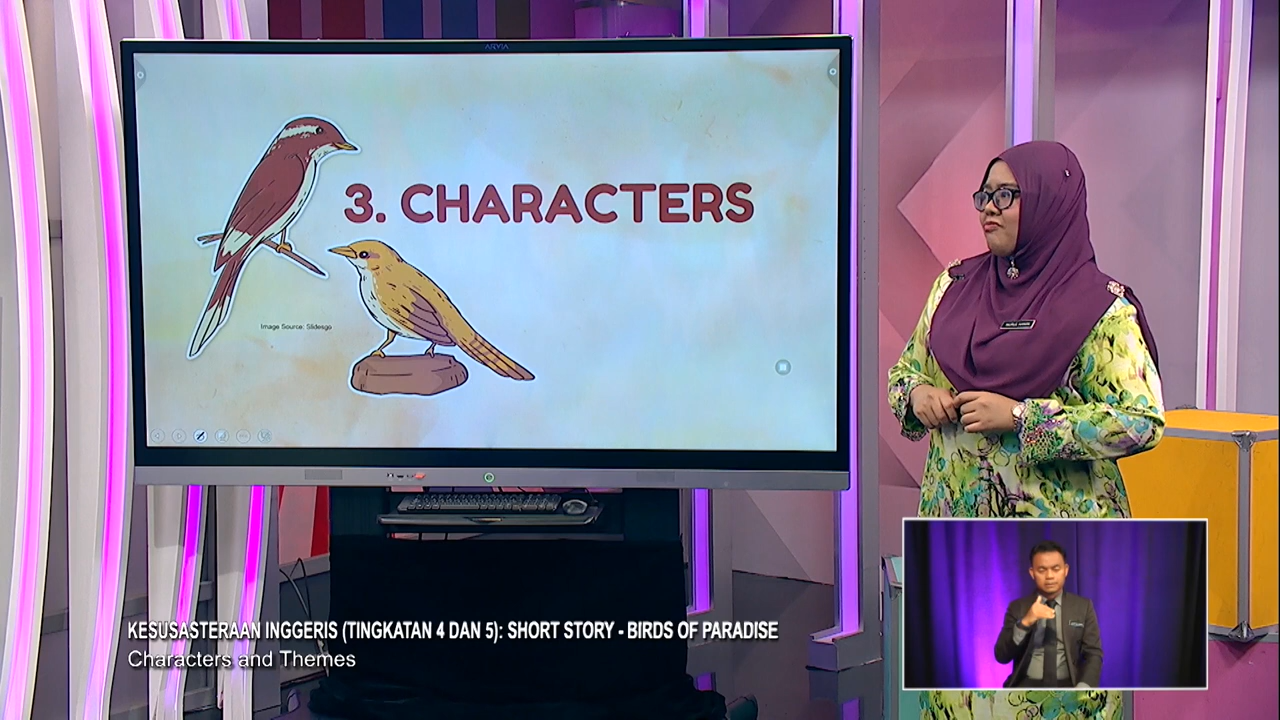 3. CHARACTERS
Image Source: Slidesgo
KESUSASTERAAN INGGERIS (TINGKATAN 4 DAN 5): SHORT STORY - BIRDS OF PARADISE
Characters and Themes